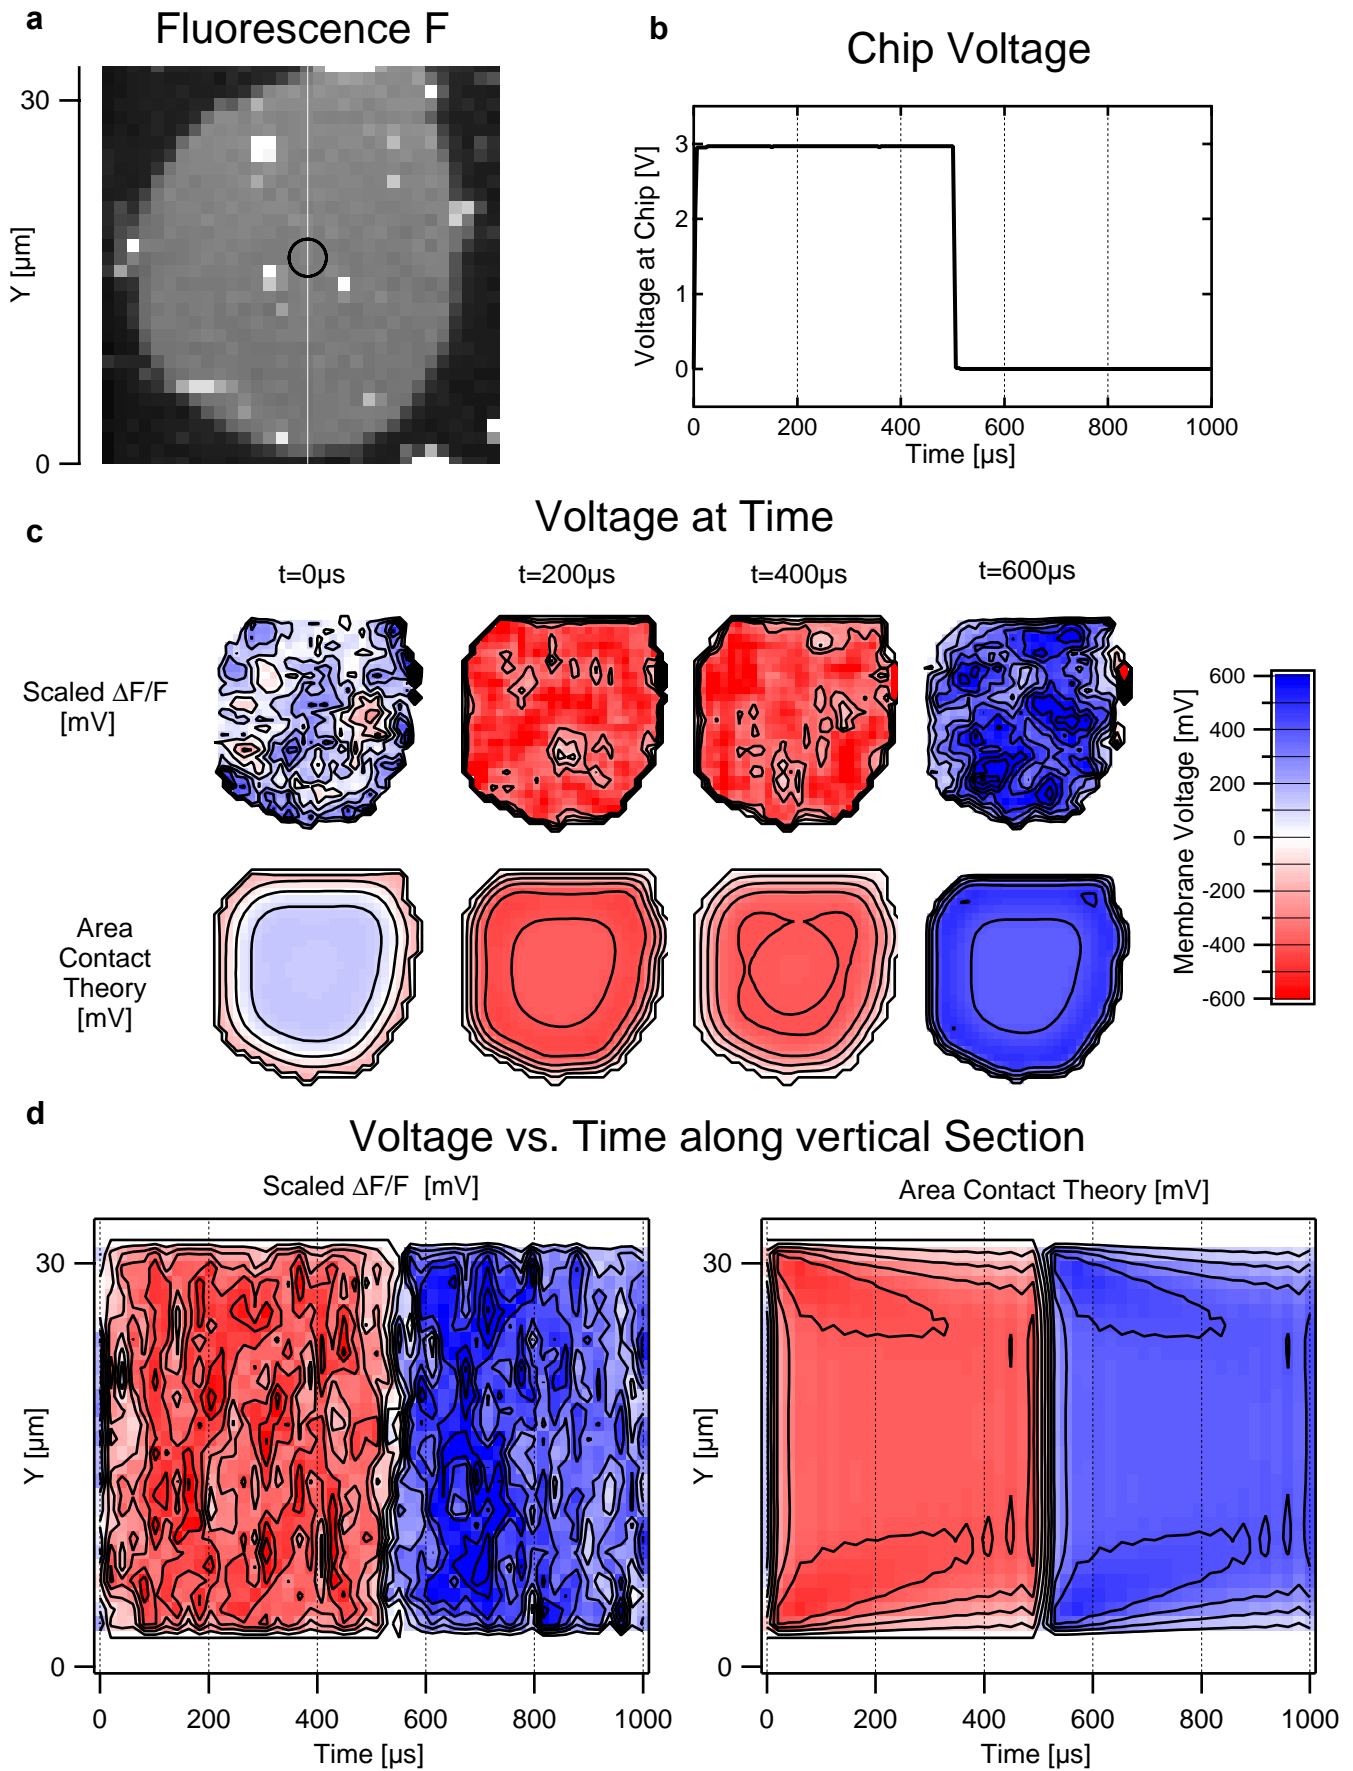 a
Fluorescence F
30
Y [µm]
0
b
Chip Voltage
Voltage at Chip [V]
3
2
1
0
0 200 400 600 800 1000
Time [µs]
c
Voltage at Time
t=0µs t=200µs t=400µs t=600µs
Scaled ΔF/F
[mV]
Area
Contact
Theory
[mV]
Membrane Voltage [mV]
600
400
200
0
-200
-400
-600
d
Voltage vs. Time along vertical Section
Scaled ΔF/F [mV]
30
Y [µm]
0
0 200 400 600 800 1000
Time [µs]
Area Contact Theory [mV]
30
Y [µm]
0
0 200 400 600 800 1000
Time [µs]